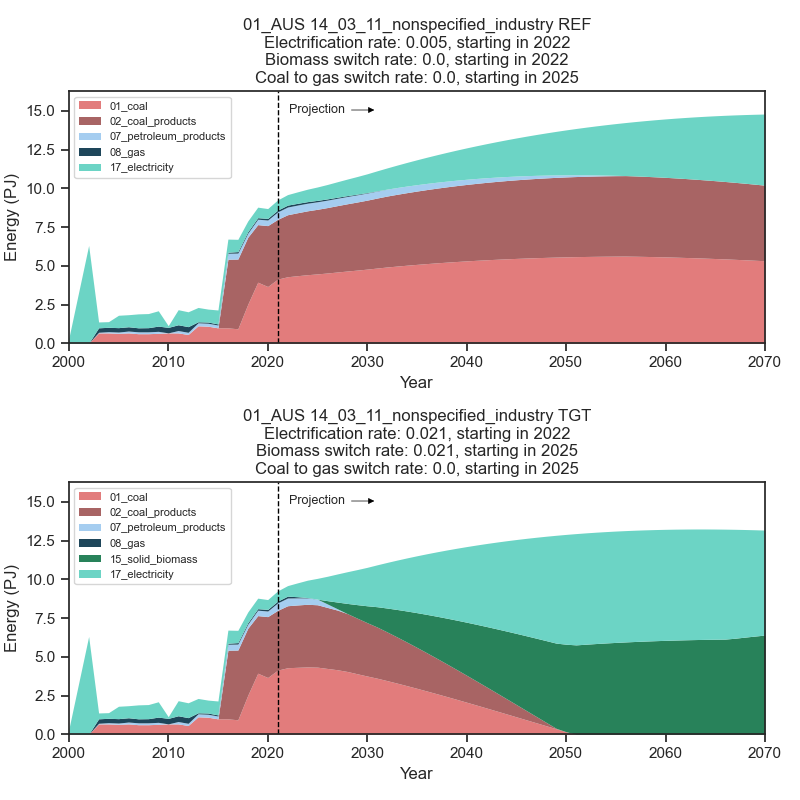 01_AUS 14_03_11_nonspecified_industry REF
Electrification rate: 0.005, starting in 2022
Biomass switch rate: 0.0, starting in 2022
Coal to gas switch rate: 0.0, starting in 2025
Projection
01_coal
02_coal_products
07_petroleum_products
08_gas
17_electricity
Energy (PJ)
15.0
12.5
10.0
7.5
5.0
2.5
0.0
2000 2010 2020 2030 2040 2050 2060 2070
Year
01_AUS 14_03_11_nonspecified_industry TGT
Electrification rate: 0.021, starting in 2022
Biomass switch rate: 0.021, starting in 2025
Coal to gas switch rate: 0.0, starting in 2025
Projection
01_coal
02_coal_products
07_petroleum_products
08_gas
15_solid_biomass
17_electricity
Energy (PJ)
15.0
12.5
10.0
7.5
5.0
2.5
0.0
2000 2010 2020 2030 2040 2050 2060 2070
Year